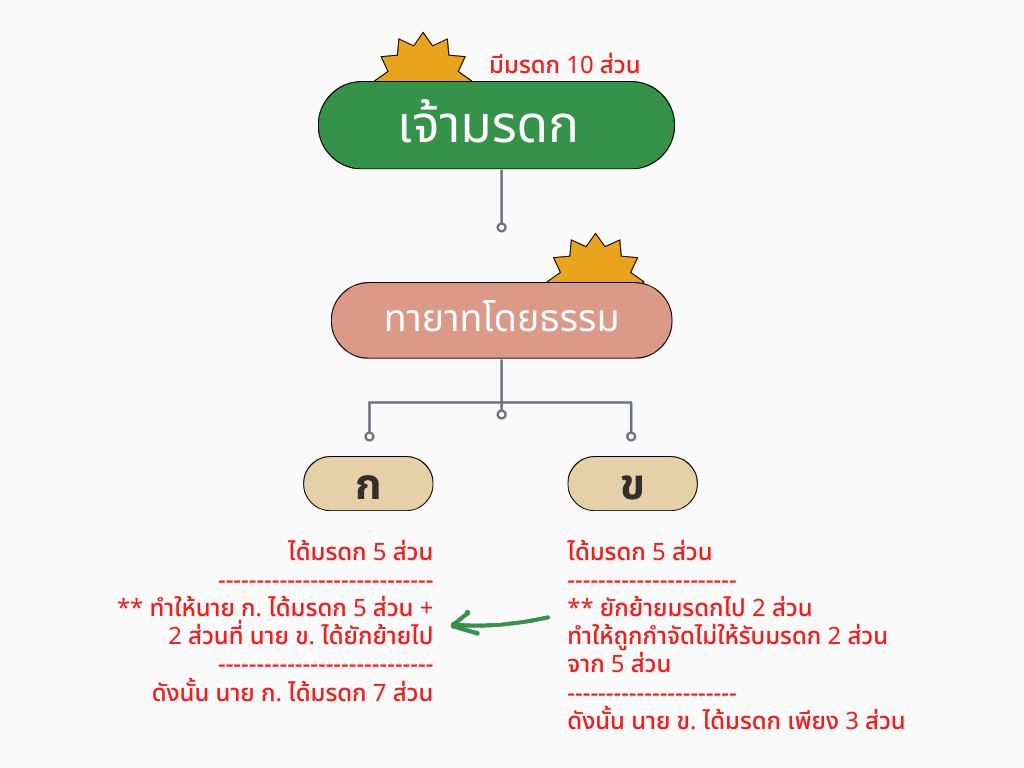 มีมรดก 10 ส่วน
เจ้ามรดก
ทายาทโดยธรรม
ก
ข
ได้มรดก 5 ส่วน
----------------------------
** ทำให้นาย ก. ได้มรดก 5 ส่วน +
2 ส่วนที่ นาย ข. ได้ยักย้ายไป
----------------------------
ดังนั้น นาย ก. ได้มรดก 7 ส่วน
ได้มรดก 5 ส่วน
----------------------
** ยักย้ายมรดกไป 2 ส่วน
ทำให้ถูกกำจัดไม่ให้รับมรดก 2 ส่วน
จาก 5 ส่วน
----------------------
ดังนั้น นาย ข. ได้มรดก เพียง 3 ส่วน